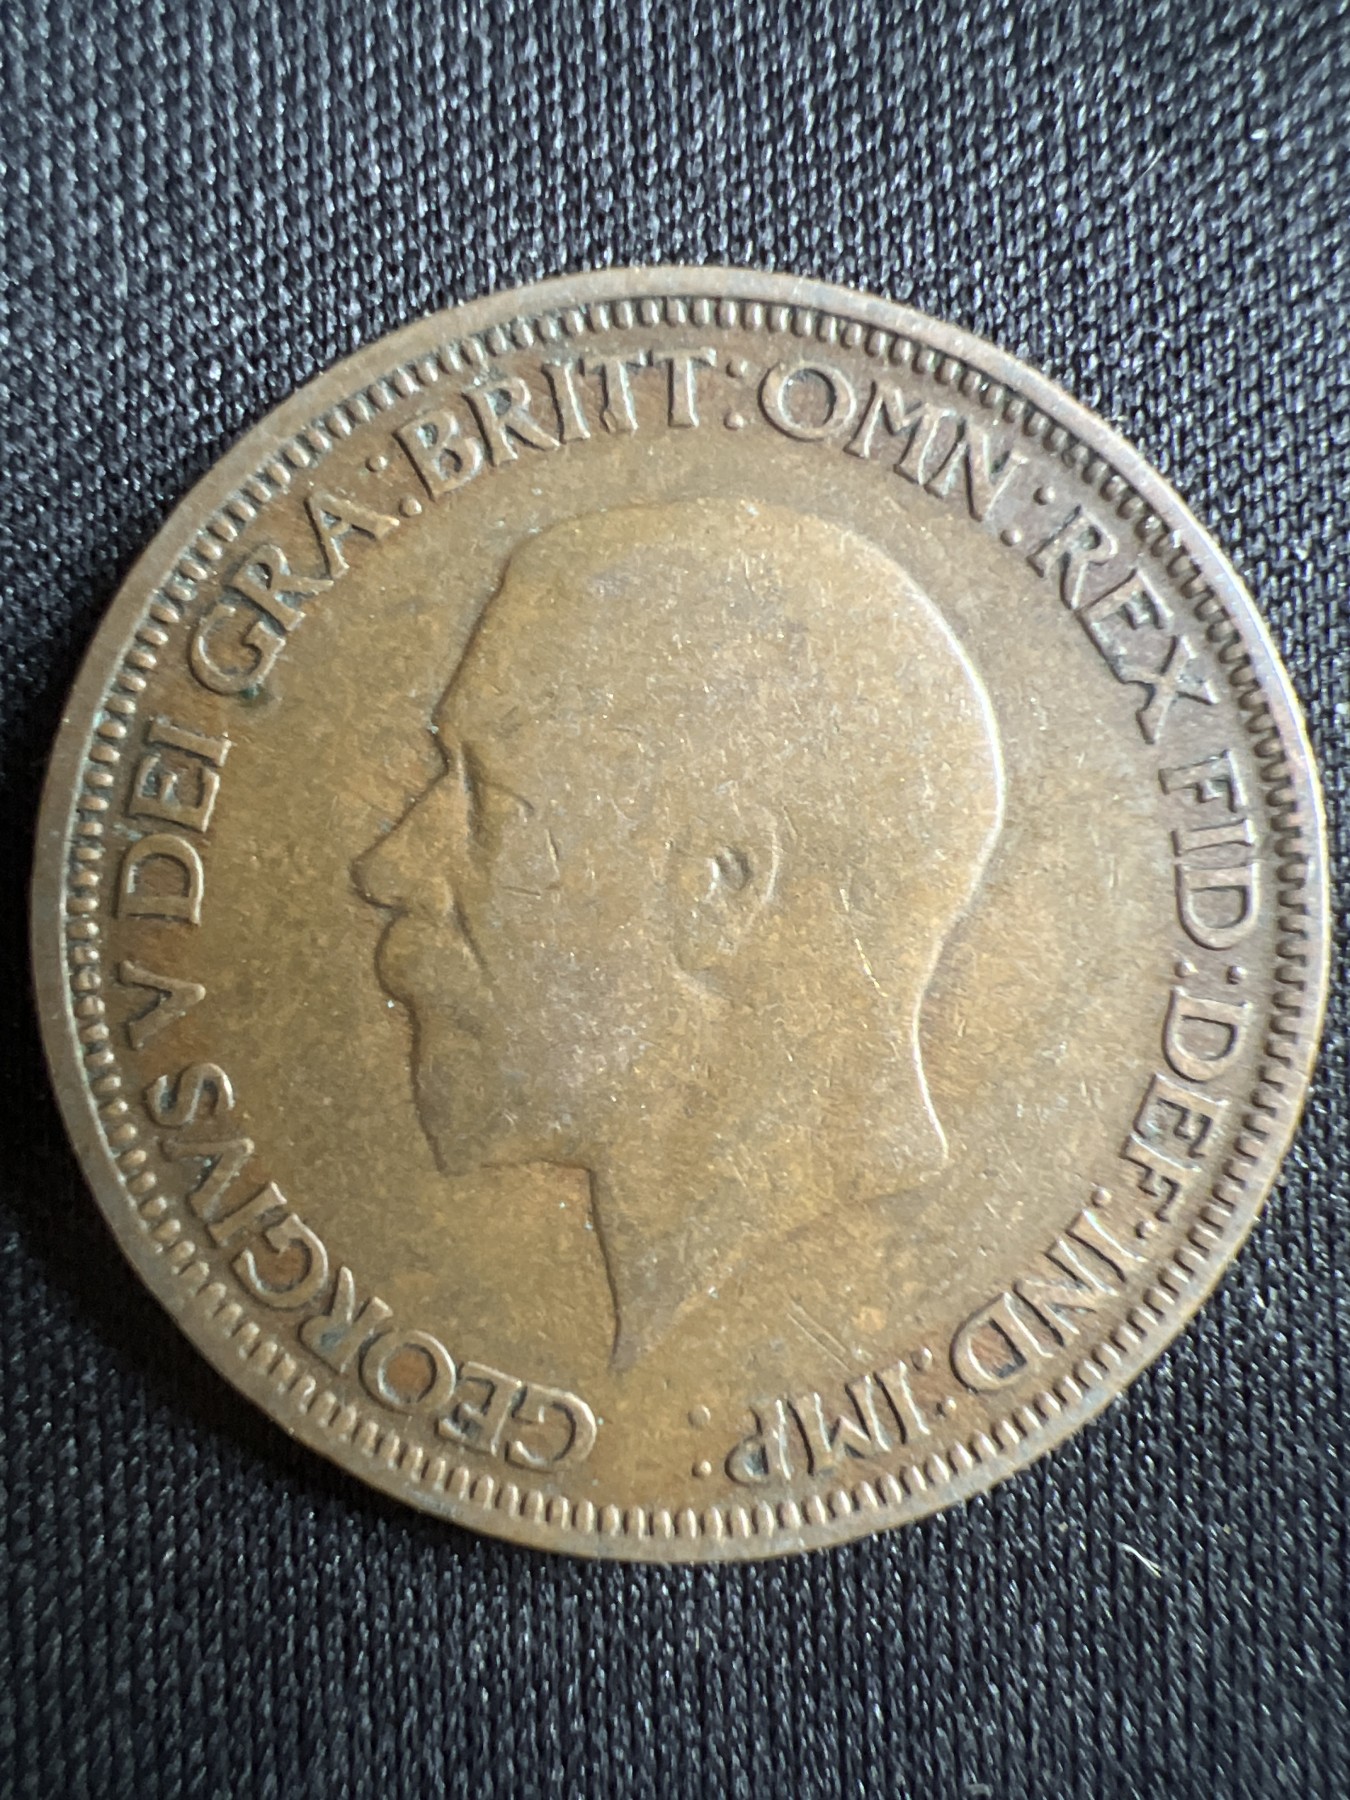 GEORGIVS V DEI GRA: BRITT: OMN: REX FID: DEF: IND: IMP: